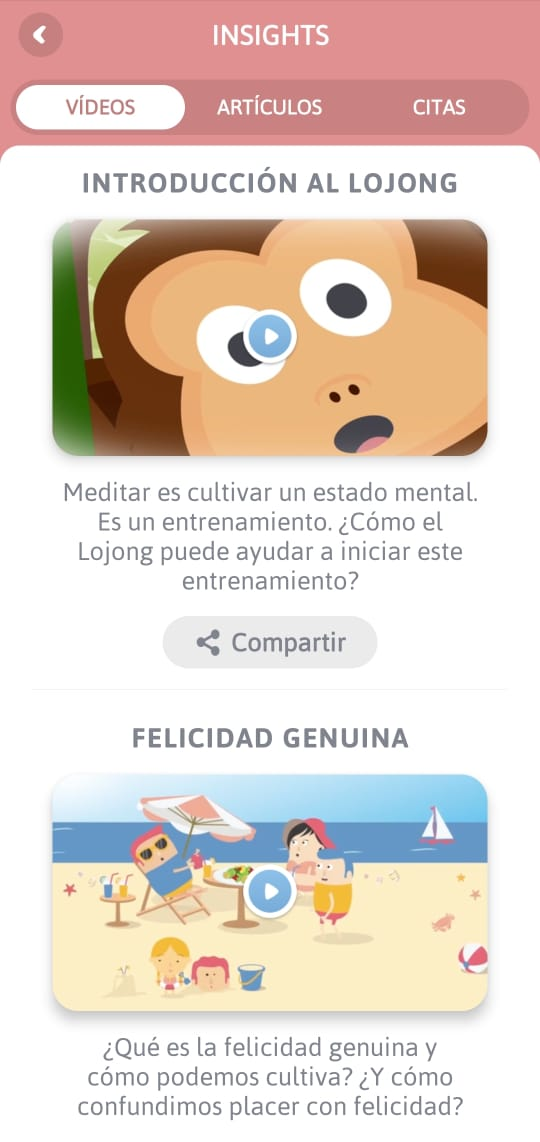 INSIGHTS
VÍDEOS
ARTÍCULOS
CITAS
INTRODUCCIÓN AL LOJONG
Meditar es cultivar un estado mental.
Es un entrenamiento. ¿Cómo el
Lojong puede ayudar a iniciar este
entrenamiento?
Compartir
FELICIDAD GENUINA
¿Qué es la felicidad genuina y
cómo podemos cultiva? ¿Y cómo
confundimos placer con felicidad?